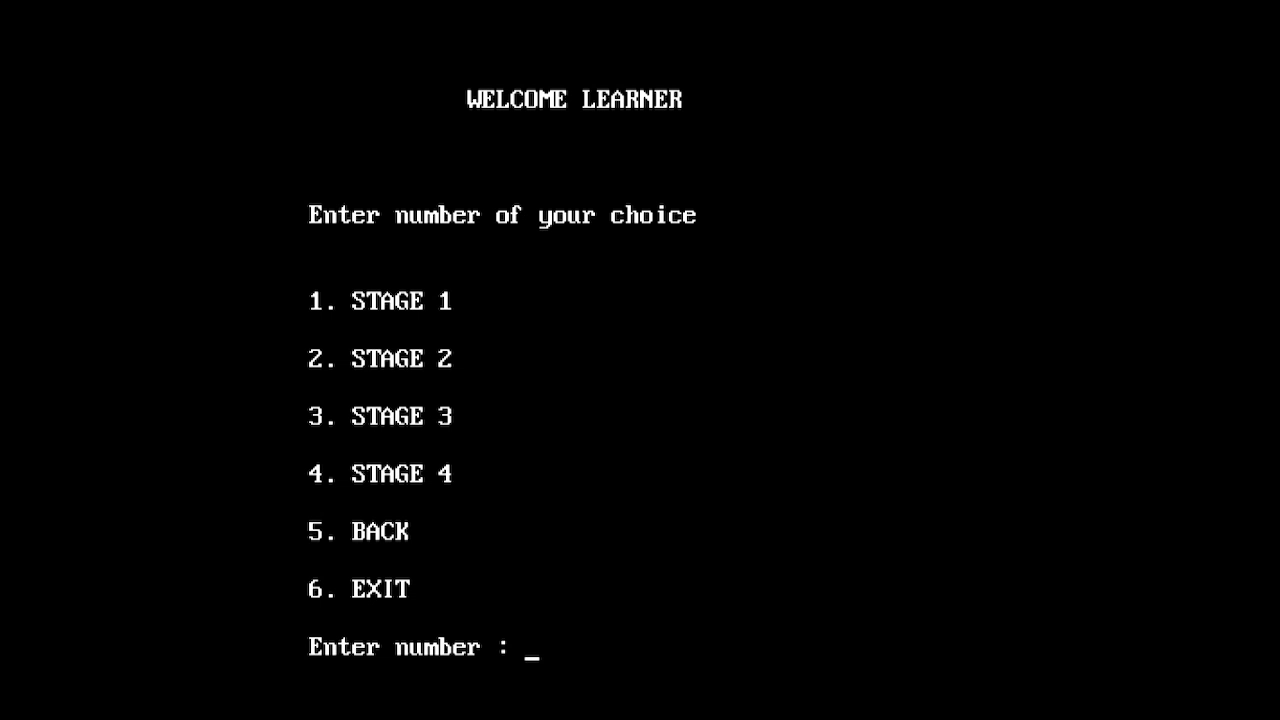 WELCOME LEARNER
Enter number of your choice
1. STAGE 1
2. STAGE 2
3. STAGE 3
4. STAGE 4
5. BACK
6. EXIT
Enter number : _